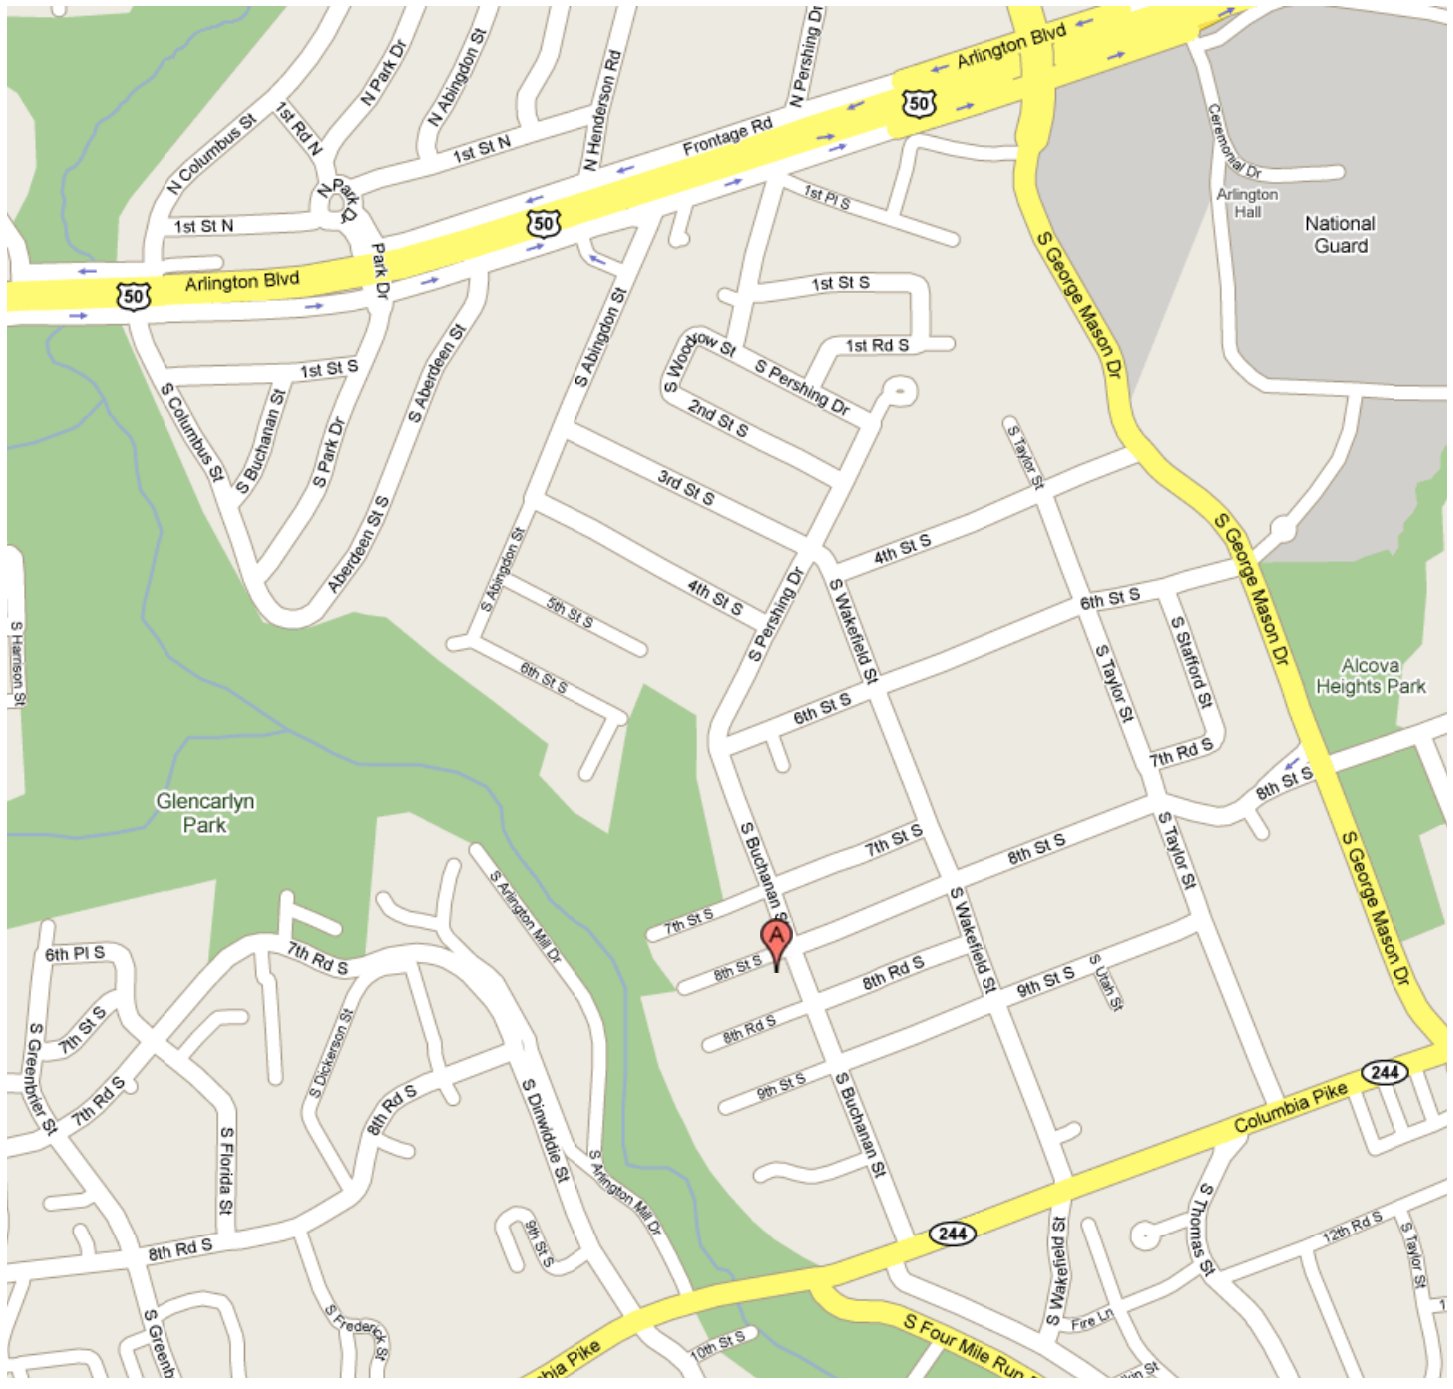 Arlington Blvd
N Pershing Dr
N Park Dr
N Abingdon St
N Henderson Rd
50
Frontage Rd
1st Rd N
N Columbus St
1st St N
Ceremonial Dr
N
Park Dr
1st Pl S
Arlington
Hall
National
Guard
1st St N
50
Park Dr
S George Mason Dr
Arlington Blvd
50
1st St S
S Abingdon St
1st Rd S
S Aberdeen St
S Woodrow St
S Pershing Dr
1st St S
S Columbus St
S Buchanan St
S Park Dr
2nd St S
S Taylor St
3rd St S
Aberdeen St S
S Abingdon St
4th St S
S George Mason Dr
4th St S
5th St S
S Pershing Dr
S Wakefield St
6th St S
S Harrison St
S Taylor St
S Stafford St
6th St S
Alcova
Heights Park
6th St S
7th Rd S
8th St S
Glencarlyn
Park
S Buchanan S
7th St S
8th St S
S Taylor St
S George Mason Dr
S Arlington Mill Dr
7th St S
S Wakefield St
A
6th Pl S
7th Rd S
8th St S
8th Rd S
9th St S
S Utah St
7th St S
S Greenbrier St
S Dickerson St
8th Rd S
9th St S
7th Rd S
8th Rd S
S Dinwiddie St
S Buchanan St
244
Columbia Pike
S Florida St
S Arlington Mill Dr
S Thomas St
12th Rd S
S Taylor St
9th St S
244
S Wakefield St
8th Rd S
S Greenb
S Frederick St
Fire Ln
1
10th St S
S Four Mile Run
bia Pike
kin St